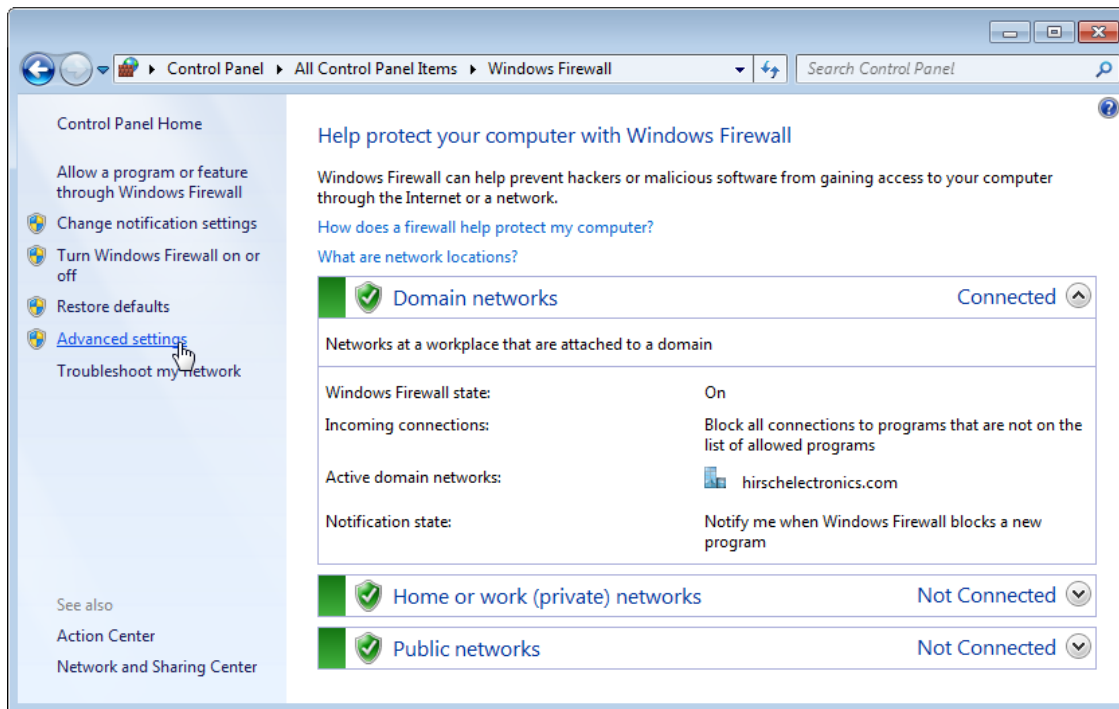 Control Panel ▸ All Control Panel Items ▸ Windows Firewall
Search Control Panel
Control Panel Home
Allow a program or feature
through Windows Firewall
Change notification settings
Turn Windows Firewall on or
off
Restore defaults
Advanced settings
Troubleshoot my network
See also
Action Center
Network and Sharing Center
Help protect your computer with Windows Firewall
Windows Firewall can help prevent hackers or malicious software from gaining access to your computer
through the Internet or a network.
How does a firewall help protect my computer?
What are network locations?
Domain networks Connected
Networks at a workplace that are attached to a domain
Windows Firewall state: On
Incoming connections: Block all connections to programs that are not on the
list of allowed programs
Active domain networks: hirschelectronics.com
Notification state: Notify me when Windows Firewall blocks a new
program
Home or work (private) networks Not Connected
Public networks Not Connected